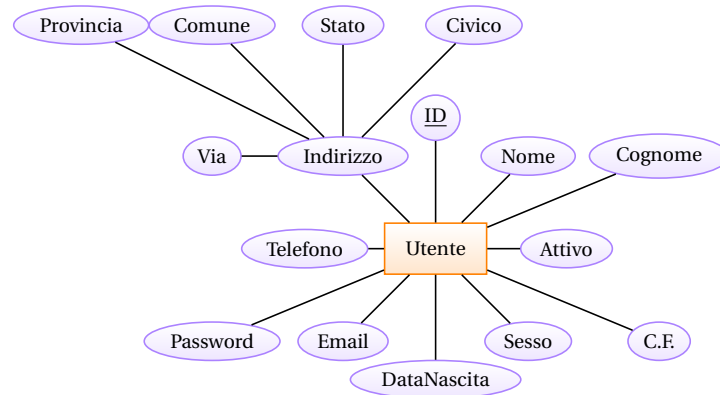 Provincia
Comune
Stato
Civico
ID
Via
Indirizzo
Nome
Cognome
Telefono
Utente
Attivo
Password
Email
Sesso
C.F.
DataNascita